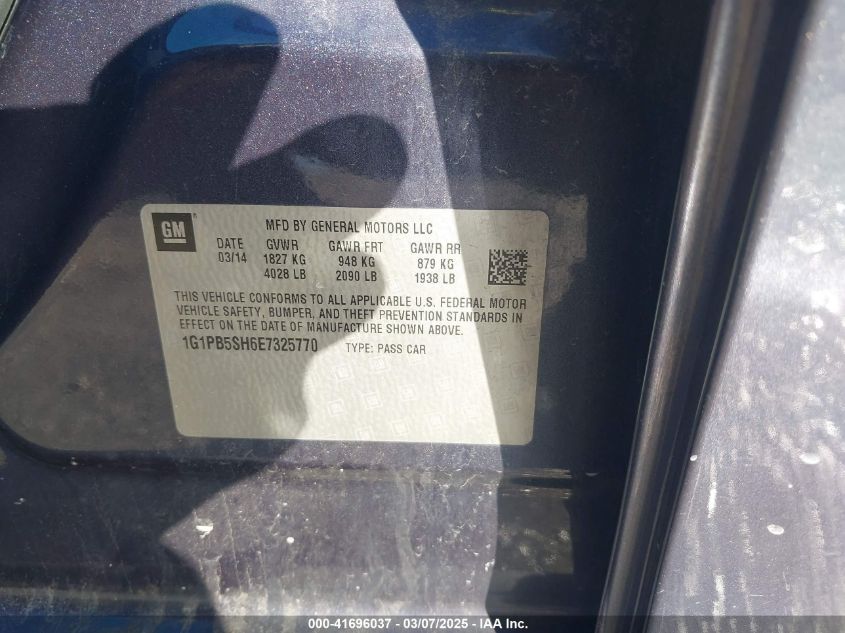 GM
MFD BY GENERAL MOTORS LLC
DATE GVWR GAWR FRT GAWR RR
03/14 1827 KG 948 KG 879 KG
4028 LB 2090 LB 1938 LB
THIS VEHICLE CONFORMS TO ALL APPLICABLE U.S. FEDERAL MOTOR
VEHICLE SAFETY, BUMPER, AND THEFT PREVENTION STANDARDS IN
EFFECT ON THE DATE OF MANUFACTURE SHOWN ABOVE.
1G1PB5SH6E7325770 TYPE: PASS CAR
000-41696037 - 03/07/2025 - IAA Inc.